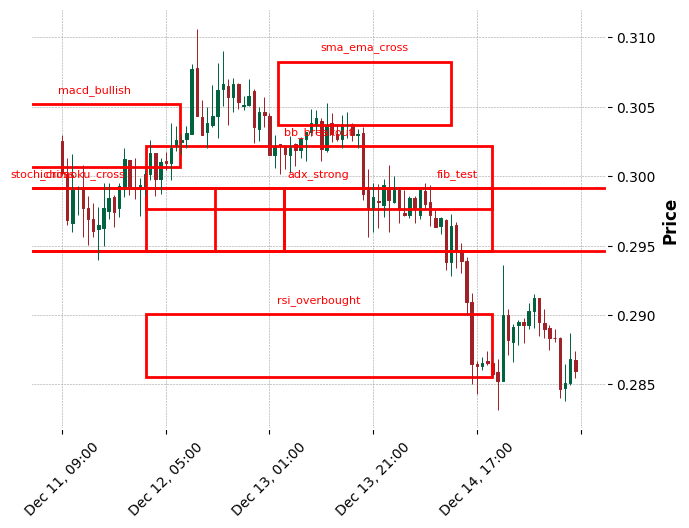 sma_ema_cross
0.310
macd_bullish
0.305
bb_breakout
ichimoku_cross
adx_strong
fib_test
0.300
Price
0.295
rsi_overbought
0.290
0.285
Dec 11, 09:00
Dec 12, 05:00
Dec 13, 01:00
Dec 13, 21:00
Dec 14, 17:00